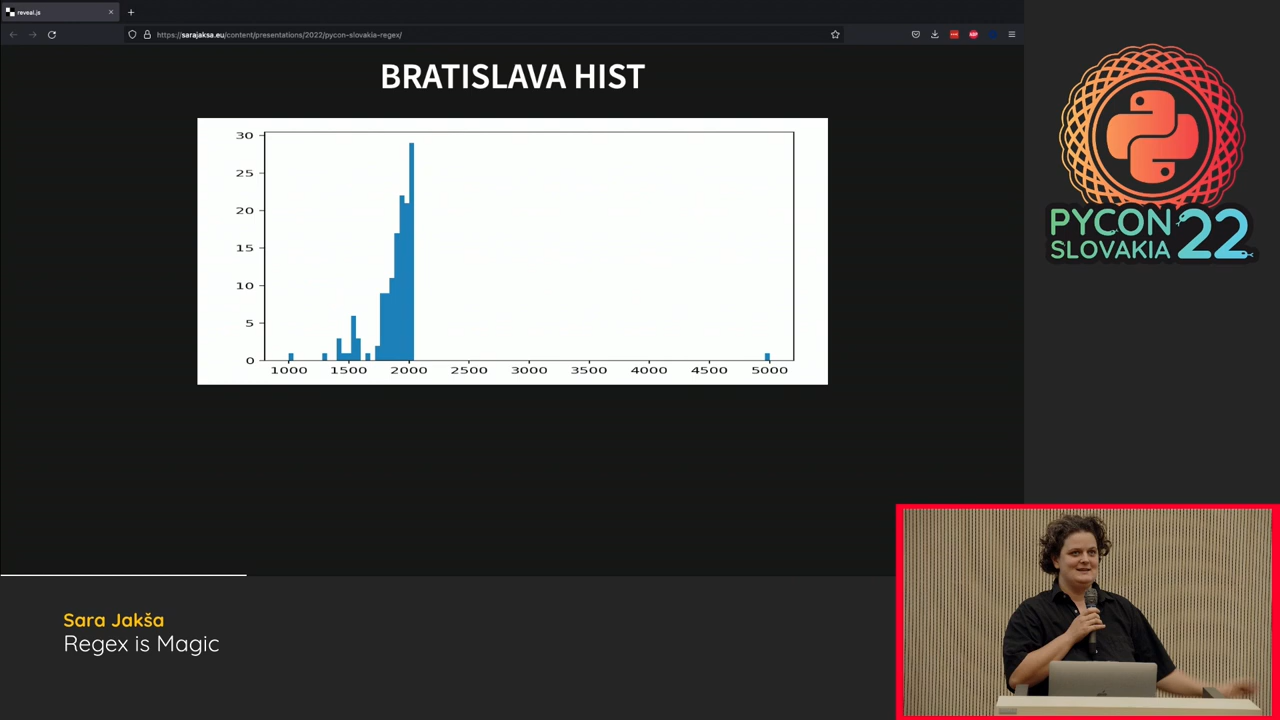 reveal.js
https://sarajaksa.eu/content/presentations/2022/pycon-slovakia-regex/
BRATISLAVA HIST
30
25
20
15
10
5
0
1000 1500 2000 2500 3000 3500 4000 4500 5000
PYCON
SLOVAKIA
22
Sara Jakša
Regex is Magic